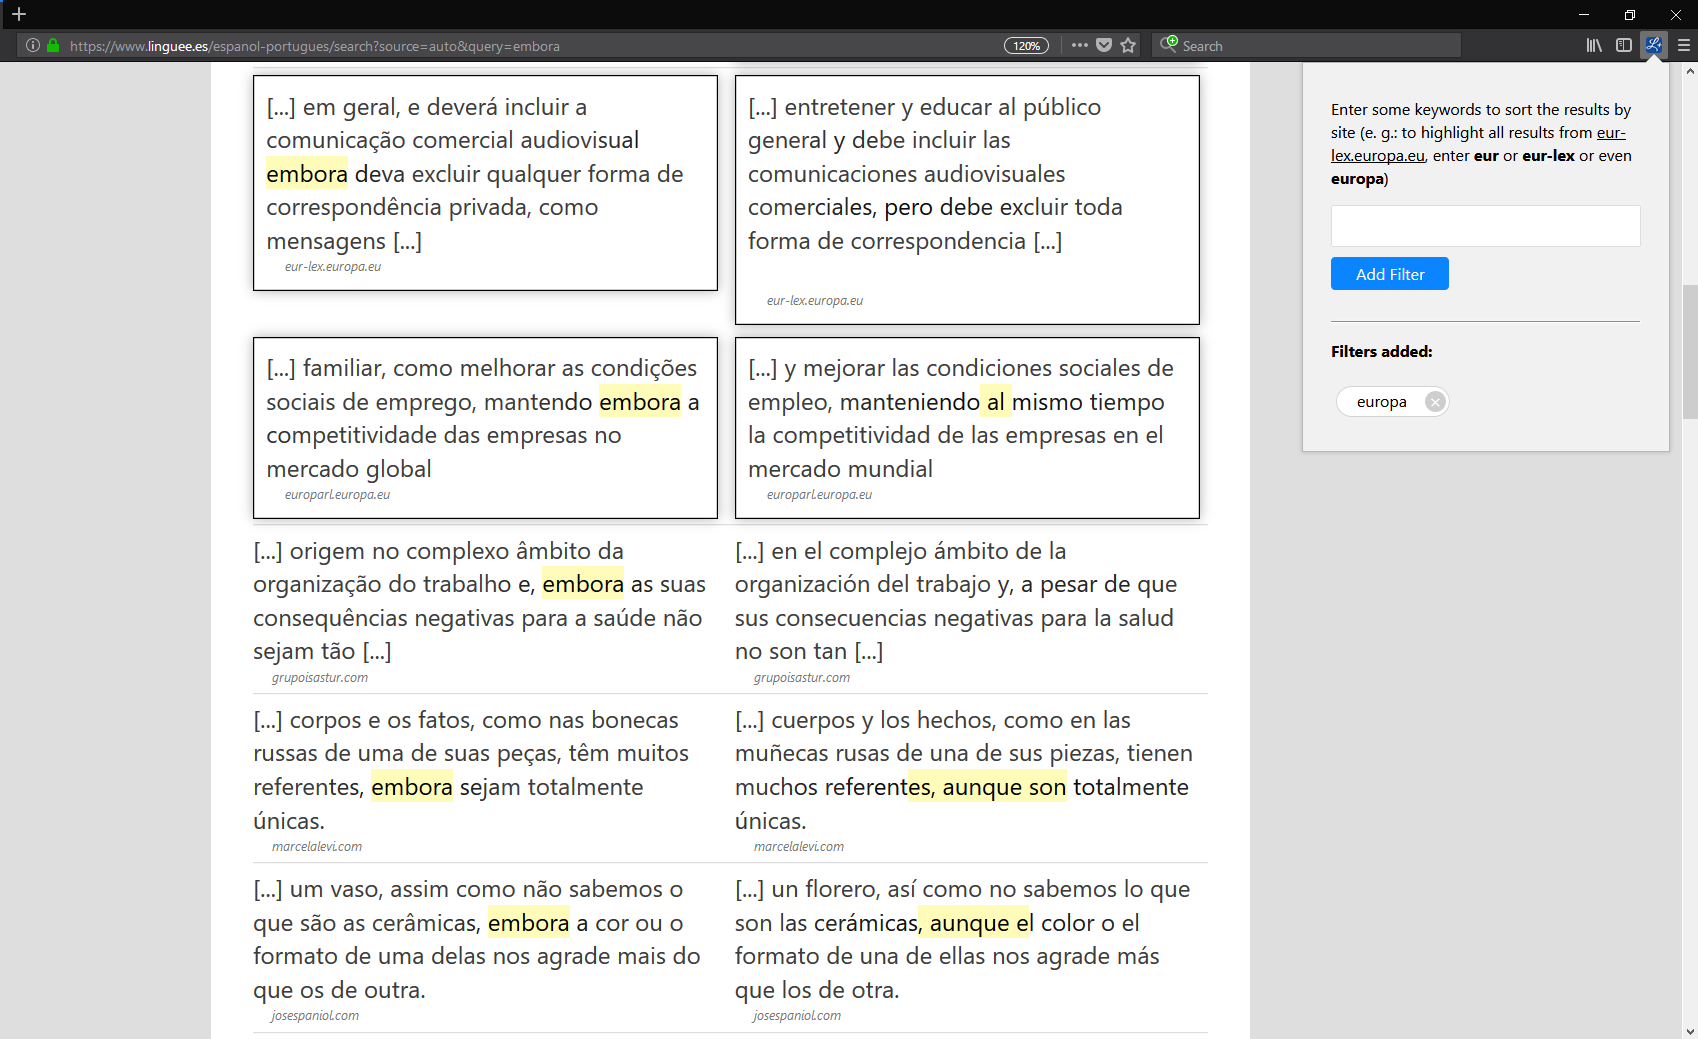 https://www.linguee.es/espanol-portugues/search?source=auto&query=embora
120%
Search
[...] em geral, e deverá incluir a
comunicação comercial audiovisual
embora deva excluir qualquer forma de
correspondência privada, como
mensagens [...]
eur-lex.europa.eu
[...] entretener y educar al público
general y debe incluir las
comunicaciones audiovisuales
comerciales, pero debe excluir toda
forma de correspondencia [...]
eur-lex.europa.eu
[...] familiar, como melhorar as condições
sociais de emprego, mantendo embora a
competitividade das empresas no
mercado global
europarl.europa.eu
[...] y mejorar las condiciones sociales de
empleo, manteniendo al mismo tiempo
la competitividad de las empresas en el
mercado mundial
europarl.europa.eu
[...] origem no complexo âmbito da
organização do trabalho e, embora as suas
consequências negativas para a saúde não
sejam tão [...]
grupoisastur.com
[...] en el complejo ámbito de la
organización del trabajo y, a pesar de que
sus consecuencias negativas para la salud
no son tan [...]
grupoisastur.com
[...] corpos e os fatos, como nas bonecas
russas de uma de suas peças, têm muitos
referentes, embora sejam totalmente
únicas.
marcelalevi.com
[...] cuerpos y los hechos, como en las
muñecas rusas de una de sus piezas, tienen
muchos referentes, aunque son totalmente
únicas.
marcelalevi.com
[...] um vaso, assim como não sabemos o
que são as cerâmicas, embora a cor ou o
formato de uma delas nos agrade mais do
que os de outra.
josespaniol.com
[...] un florero, así como no sabemos lo que
son las cerámicas, aunque el color o el
formato de una de ellas nos agrade más
que los de otra.
josespaniol.com
Enter some keywords to sort the results by
site (e. g.: to highlight all results from eur-
lex.europa.eu, enter eur or eur-lex or even
europa)
Add Filter
Filters added:
europa